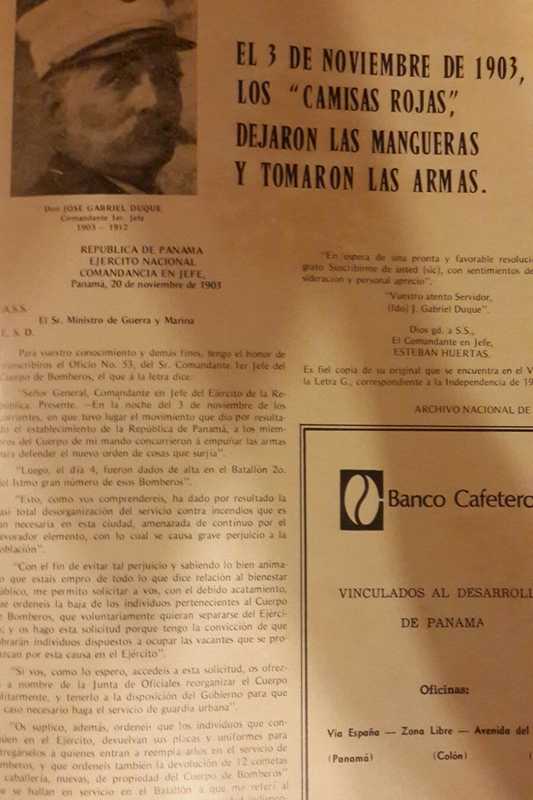 EL 3 DE NOVIEMBRE DE 1903,
LOS "CAMISAS ROJAS",
DEJARON LAS MANGUERAS
Y TOMARON LAS ARMAS.
Don JOSE GABRIEL DUQUE
Comandante 1er. Jefe
1903 - 1912
REPUBLICA DE PANAMA
EJERCITO NACIONAL
COMANDANCIA EN JEFE,
Panamá, 20 de noviembre de 1903
A.S.S.
El Sr. Ministro de Guerra y Marina
E. S. D.
Para vuestro conocimiento y demás fines, tengo el honor de
transcribiros el Oficio No. 53, del Sr. Comandante 1er Jefe del
Cuerpo de Bomberos, el que á la letra dice:
"Señor General, Comandante en Jefe del Ejército de la Re-
pública. Presente. —En la noche del 3 de noviembre de los
corrientes, en que tuvo lugar el movimiento que dio por resulta-
do el establecimiento de la República de Panamá, a los miem-
bros del Cuerpo de mi mando concurrieron á empuñar las armas
para defender el nuevo orden de cosas que surjía".
"Luego, el día 4, fueron dados de alta en el Batallón 2o.
del Istmo gran número de esos Bomberos".
"Esto, como vos comprendereis, ha dado por resultado la
casi total desorganización del servicio contra incendios que es
tan necesaria en esta ciudad, amenazada de continuo por el
devorador elemento, con lo cual se causa grave perjuicio a la
población".
"Con el fin de evitar tal perjuicio y sabiendo lo bien anima-
do que estais empro de todo lo que dice relación al bienestar
público, me permito solicitar a vos, con el debido acatamiento,
que ordeneis la baja de los individuos pertenecientes al Cuerpo
de Bomberos, que voluntariamente quieran separarse del Ejérci-
to; y os hago esta solicitud porque tengo la convicción de que
sobrarán individuos dispuestos a ocupar las vacantes que se pro-
duzcan por esta causa en el Ejército".
"Si vos, como lo espero, accedeis a esta solicitud, os ofrez-
co a nombre de la Junta de Oficiales reorganizar el Cuerpo
militarmente, y tenerlo a la disposición del Gobierno para que
caso necesario haga el servicio de guardia urbana".
"Os suplico, además, ordeneis que los individuos que con-
tinúen en el Ejército, devuelvan sus placas y uniformes para
entregárselos a quienes entran a reemplazarlos en el servicio de
Bomberos, y que ordeneis también la devolución de 12 cometas
caballería, nuevas, de propiedad del Cuerpo de Bomberos"
que se hallan en servicio en el Batallón a que me referí al
"En espera de una pronta y favorable resolució
grato Suscribirme de usted (sic), con sentimientos de
sideración y personal aprecio".
"Vuestro atento Servidor,
(fdo) J. Gabriel Duque".
Dios gd. a S.S.,
El Comandante en Jefe,
ESTEBAN HUERTAS.
Es fiel copia de su original que se encuentra en el V
la Letra G., correspondiente a la Independencia de 19
ARCHIVO NACIONAL DE
Banco Cafetero
VINCULADOS AL DESARROLL
DE PANAMA
Oficinas:
Vía España — Zona Libre — Avenida del
(Panamá) (Colón) (